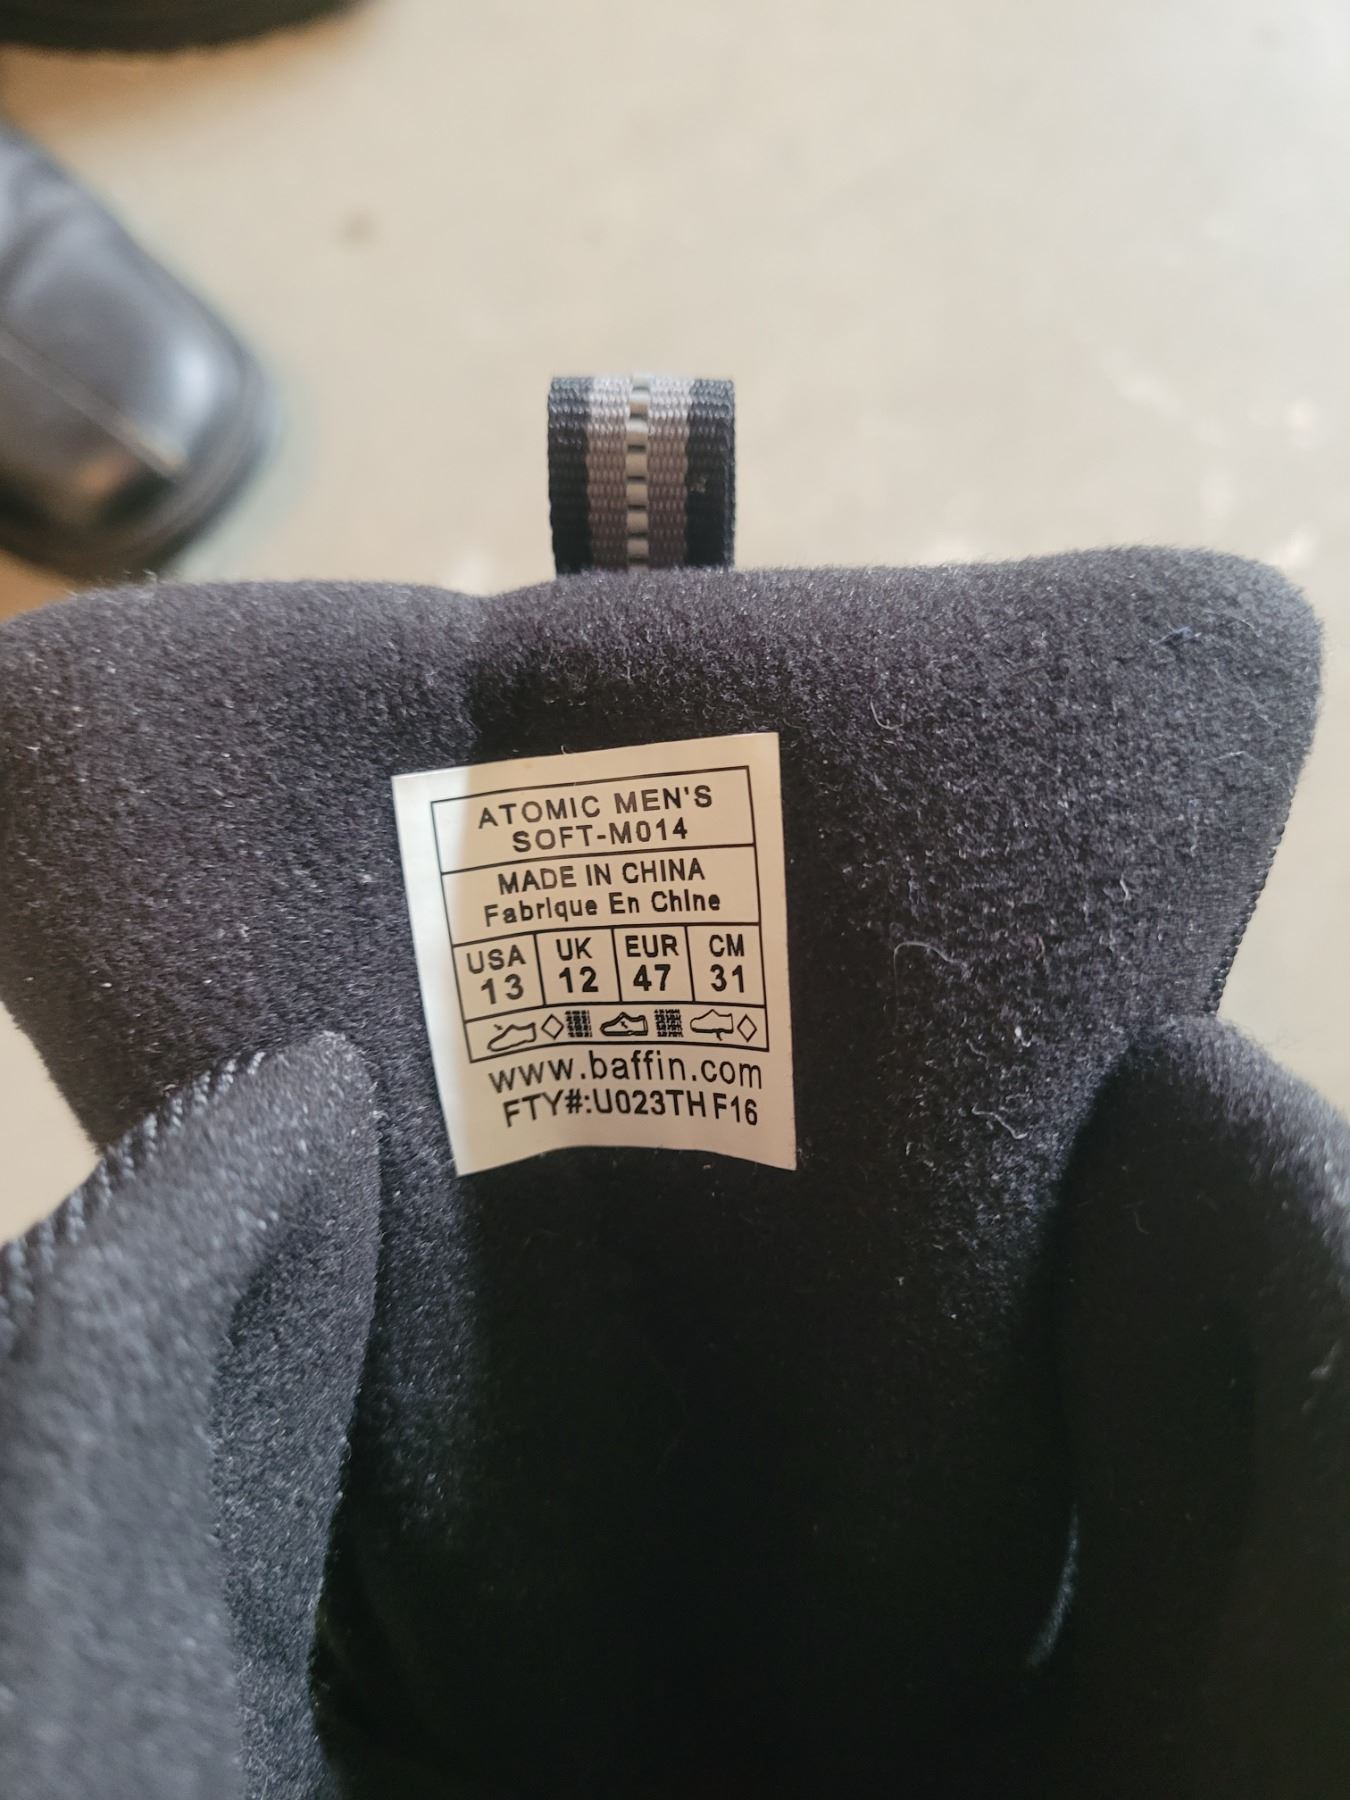 ATOMIC MEN'S
SOFT-M014
MADE IN CHINA
Fabrique En Chine
USA UK EUR CM
13 12 47 31
www.baffin.com
FTY#:U023TH F16